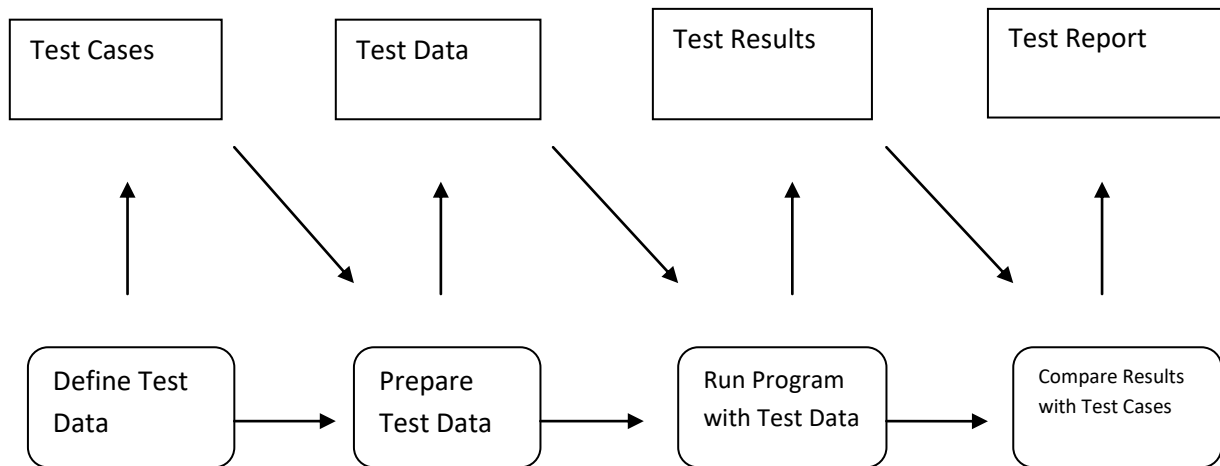 Test Cases
Test Data
Test Results
Test Report
Define Test
Data
Prepare
Test Data
Run Program
with Test Data
Compare Results
with Test Cases